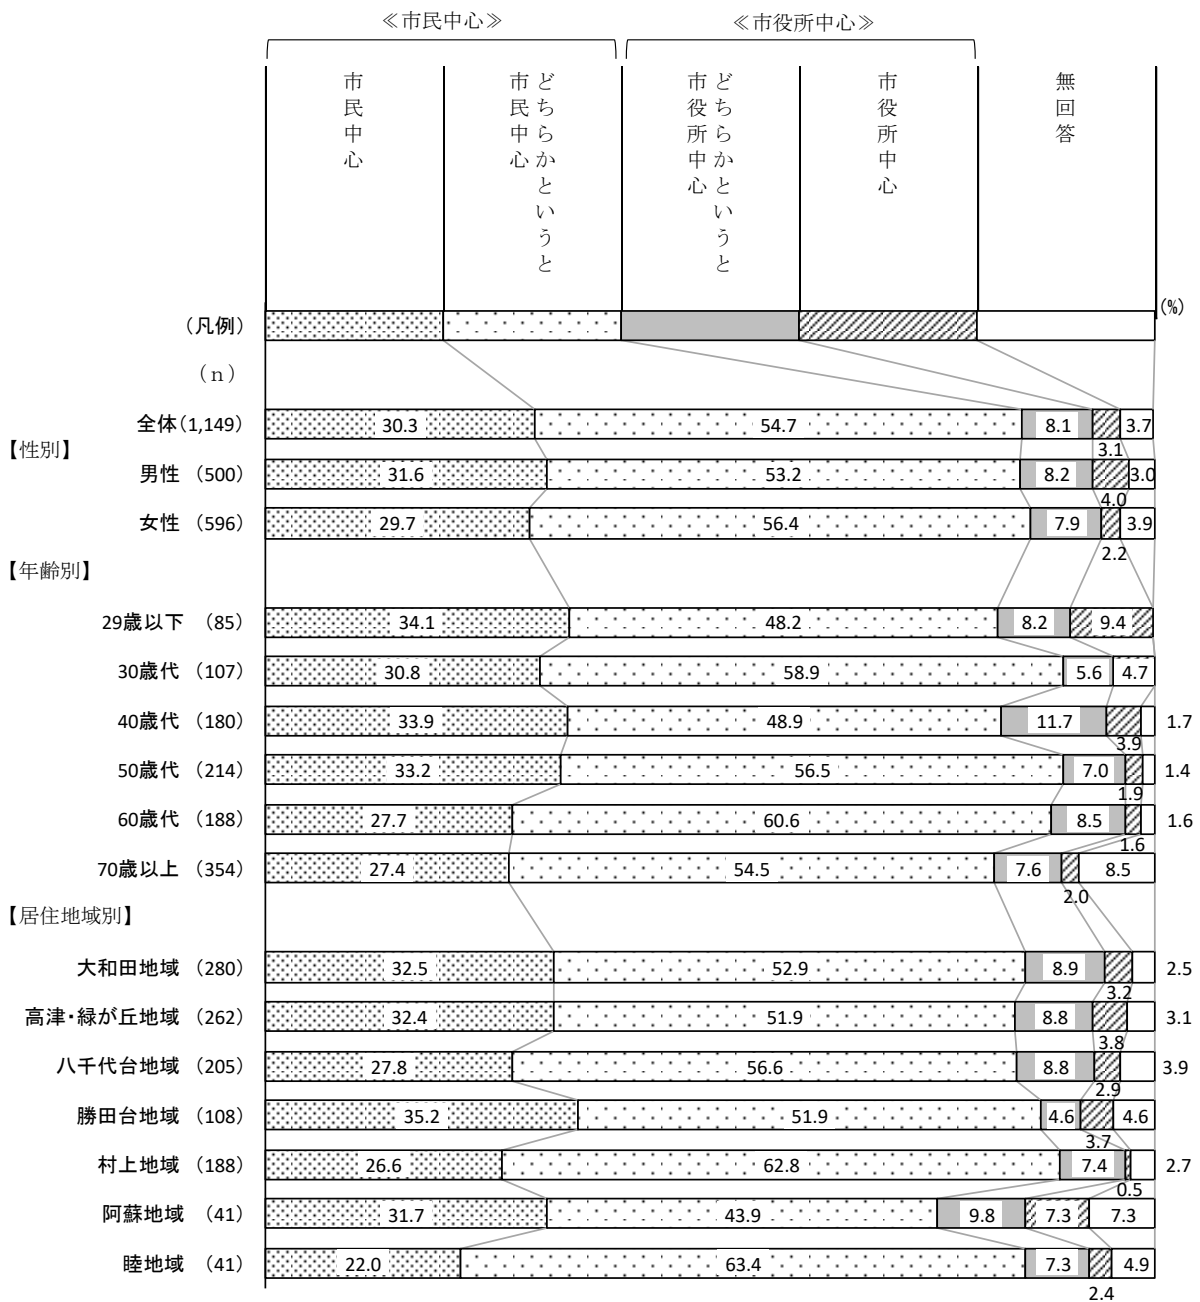 ≪市民中心≫ ≪市役所中心≫
市民中心
どちらかというと
市民中心
どちらかというと
市役所中心
市役所中心
無回答
(%)
(凡例)
(n)
全体(1,149) 30.3 54.7 8.1 3.1 3.7
【性別】
男性 (500) 31.6 53.2 8.2 4.0 3.0
女性 (596) 29.7 56.4 7.9 2.2 3.9
【年齢別】
29歳以下 (85) 34.1 48.2 8.2 9.4
30歳代 (107) 30.8 58.9 5.6 4.7
40歳代 (180) 33.9 48.9 11.7 3.9 1.7
50歳代 (214) 33.2 56.5 7.0 1.9 1.4
60歳代 (188) 27.7 60.6 8.5 1.6 1.6
70歳以上 (354) 27.4 54.5 7.6 2.0 8.5
【居住地域別】
大和田地域 (280) 32.5 52.9 8.9 3.2 2.5
高津・緑が丘地域 (262) 32.4 51.9 8.8 3.8 3.1
八千代台地域 (205) 27.8 56.6 8.8 2.9 3.9
勝田台地域 (108) 35.2 51.9 4.6 3.7 4.6
村上地域 (188) 26.6 62.8 7.4 0.5 2.7
阿蘇地域 (41) 31.7 43.9 9.8 7.3 7.3
睦地域 (41) 22.0 63.4 7.3 2.4 4.9